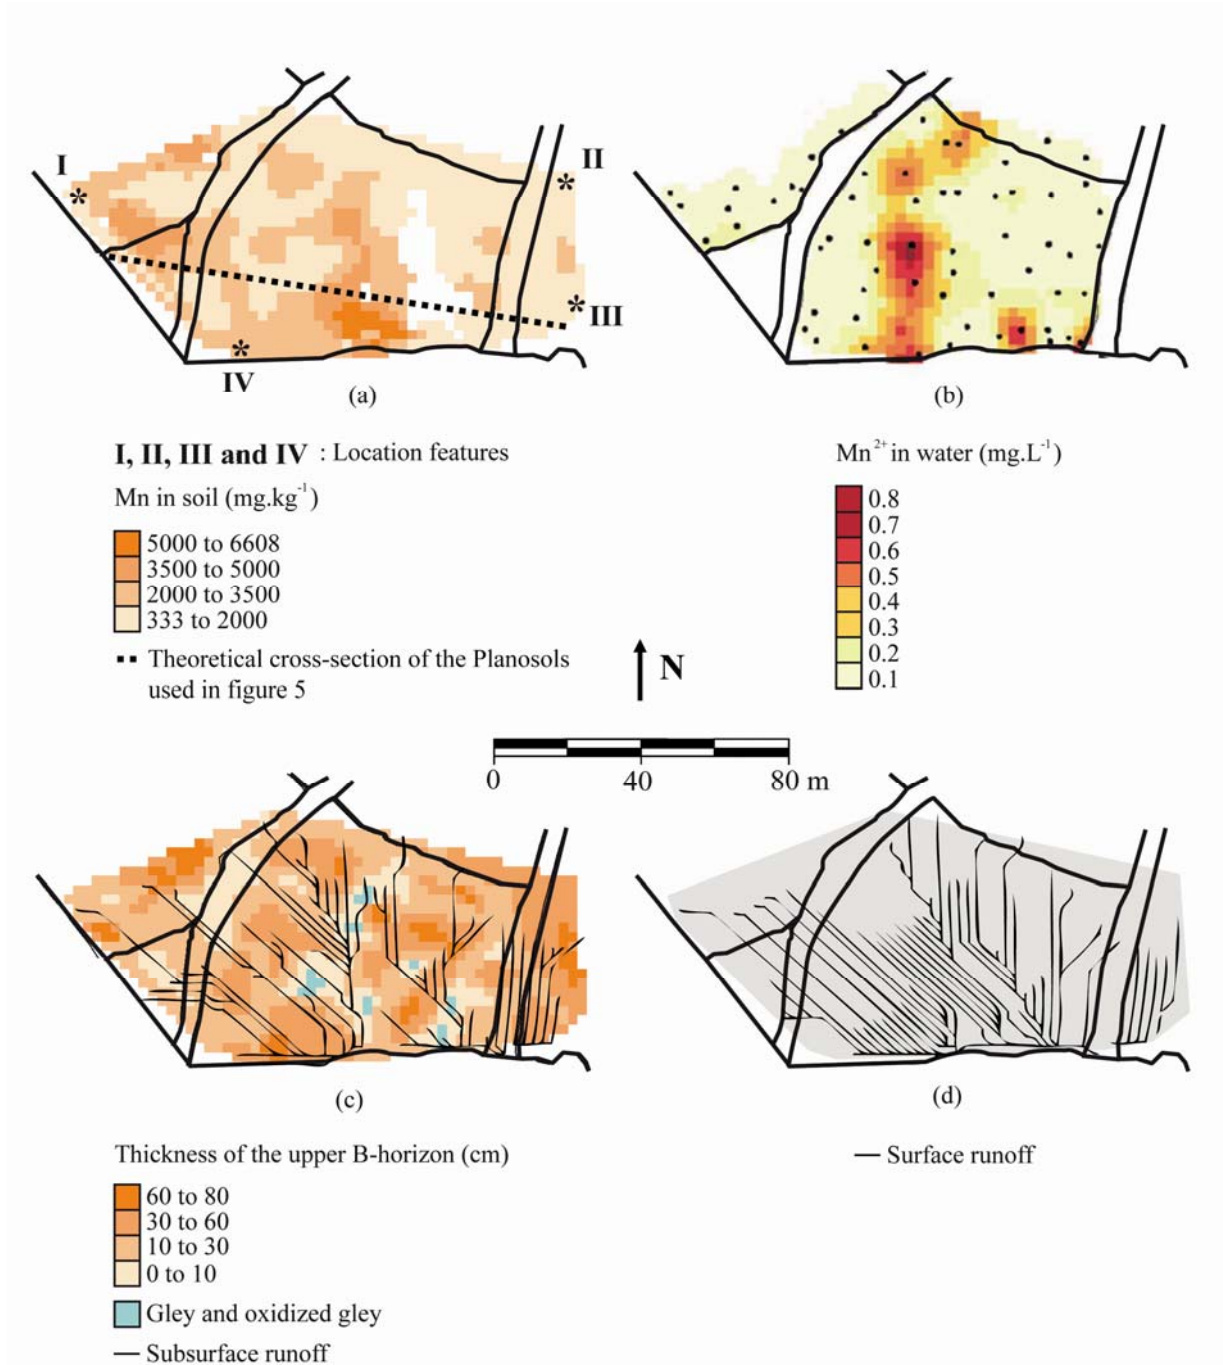 I
II
III
IV
(a)
(b)
I, II, III and IV : Location features
Mn in soil (mg.kg⁻¹)
5000 to 6608
3500 to 5000
2000 to 3500
333 to 2000
Theoretical cross-section of the Planosols
used in figure 5
Mn²⁺ in water (mg.L⁻¹)
0.8
0.7
0.6
0.5
0.4
0.3
0.2
0.1
N
0 40 80 m
(c)
(d)
Thickness of the upper B-horizon (cm)
60 to 80
30 to 60
10 to 30
0 to 10
Gley and oxidized gley
Subsurface runoff
Surface runoff